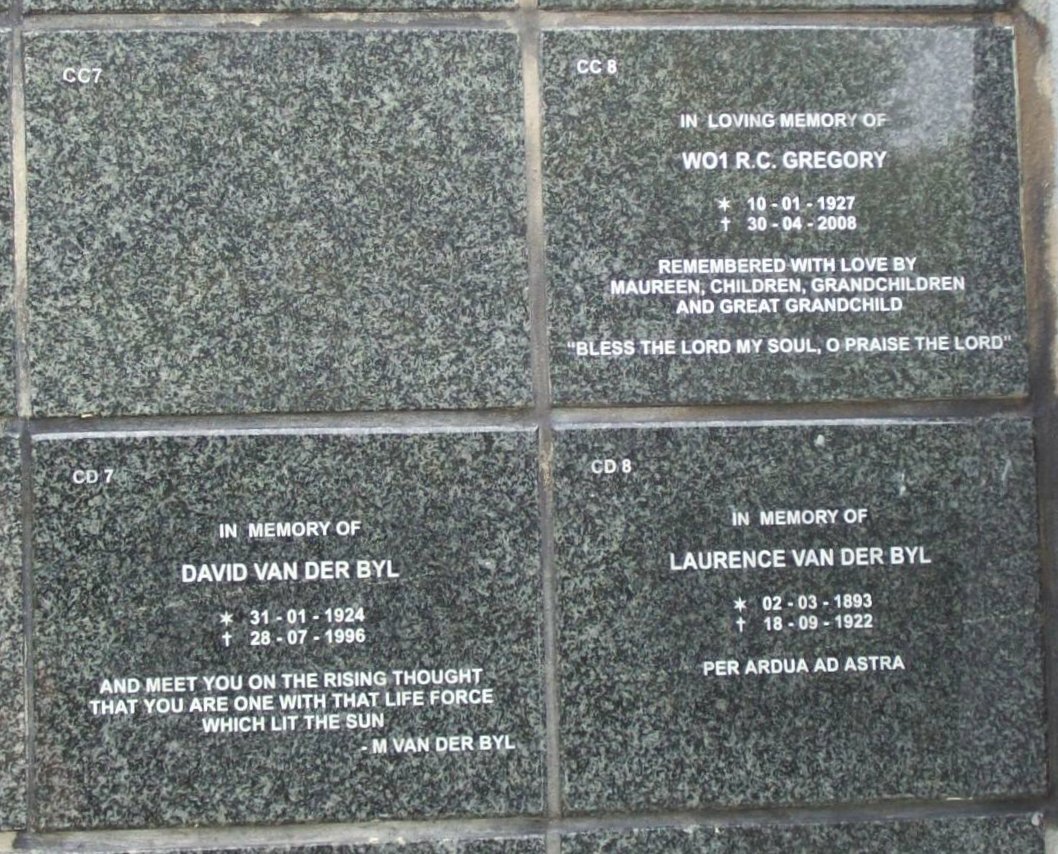 CC7
CC 8
IN LOVING MEMORY OF
WO1 R.C. GREGORY
✶ 10 - 01 - 1927
† 30 - 04 - 2008
REMEMBERED WITH LOVE BY
MAUREEN, CHILDREN, GRANDCHILDREN
AND GREAT GRANDCHILD
"BLESS THE LORD MY SOUL, O PRAISE THE LORD"
CD 7
IN MEMORY OF
DAVID VAN DER BYL
✶ 31 - 01 - 1924
† 28 - 07 - 1996
AND MEET YOU ON THE RISING THOUGHT
THAT YOU ARE ONE WITH THAT LIFE FORCE
WHICH LIT THE SUN
- M VAN DER BYL
CD 8
IN MEMORY OF
LAURENCE VAN DER BYL
✶ 02 - 03 - 1893
† 18 - 09 - 1922
PER ARDUA AD ASTRA